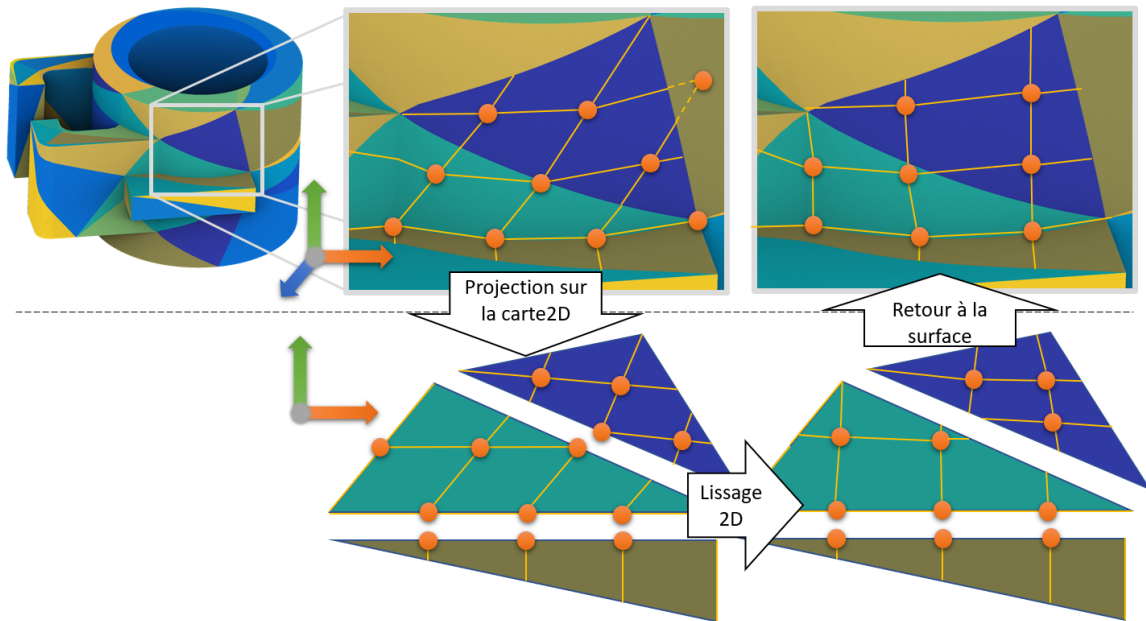 Projection sur
la carte2D
Retour à la
surface
Lissage
2D